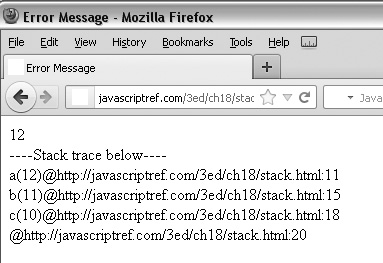 Error Message - Mozilla Firefox
File Edit View History Bookmarks Tools Help
Error Message
javascriptref.com/3ed/ch18/stac
Java
12
----Stack trace below----
a(12)@http://javascriptref.com/3ed/ch18/stack.html:11
b(11)@http://javascriptref.com/3ed/ch18/stack.html:15
c(10)@http://javascriptref.com/3ed/ch18/stack.html:18
@http://javascriptref.com/3ed/ch18/stack.html:20